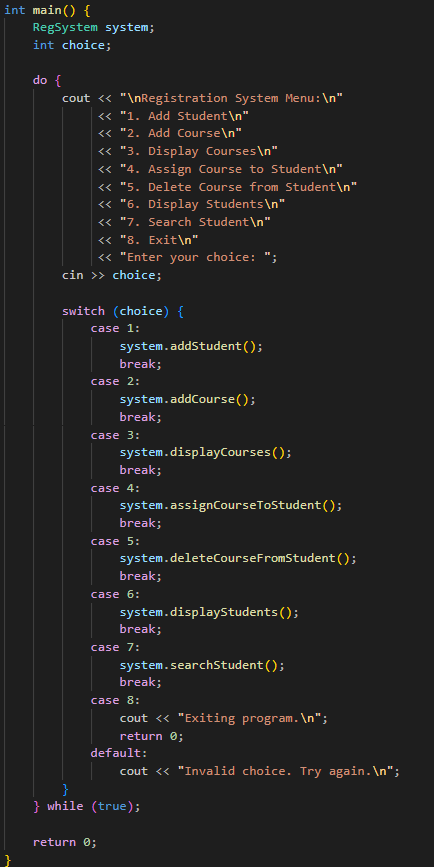 int main() {
    RegSystem system;
    int choice;

    do {
        cout << "\nRegistration System Menu:\n"
             << "1. Add Student\n"
             << "2. Add Course\n"
             << "3. Display Courses\n"
             << "4. Assign Course to Student\n"
             << "5. Delete Course from Student\n"
             << "6. Display Students\n"
             << "7. Search Student\n"
             << "8. Exit\n"
             << "Enter your choice: ";
        cin >> choice;

        switch (choice) {
            case 1:
                system.addStudent();
                break;
            case 2:
                system.addCourse();
                break;
            case 3:
                system.displayCourses();
                break;
            case 4:
                system.assignCourseToStudent();
                break;
            case 5:
                system.deleteCourseFromStudent();
                break;
            case 6:
                system.displayStudents();
                break;
            case 7:
                system.searchStudent();
                break;
            case 8:
                cout << "Exiting program.\n";
                return 0;
            default:
                cout << "Invalid choice. Try again.\n";
        }
    } while (true);

    return 0;
}